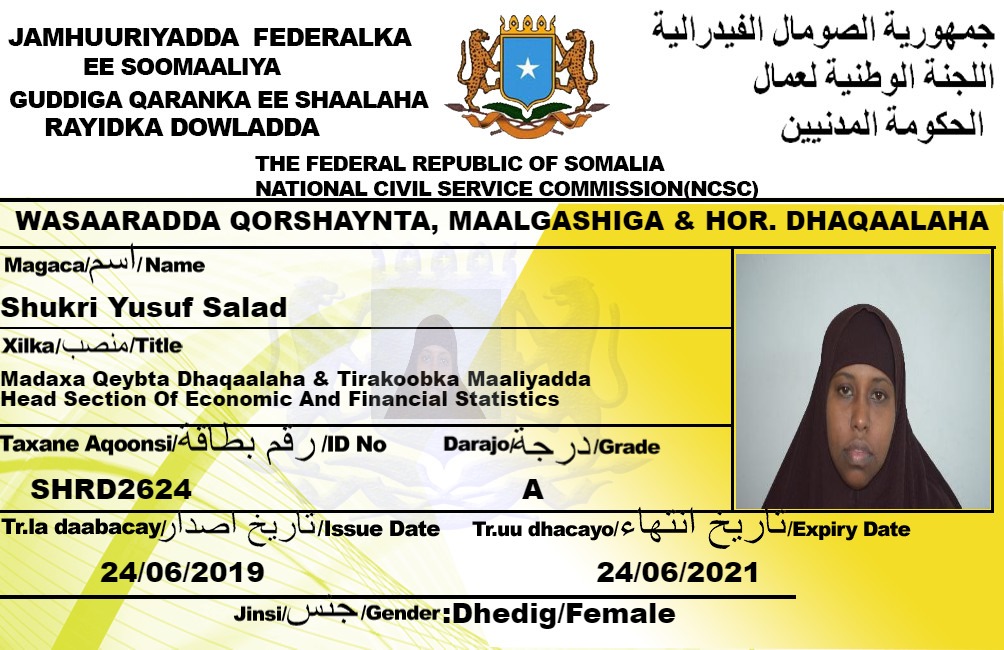 JAMHUURIYADDA FEDERALKA
EE SOOMAALIYA
GUDDIGA QARANKA EE SHAALAHA
RAYIDKA DOWLADDA
جمهورية الصومال الفيدرالية
اللجنة الوطنية لعمال
الحكومة المدنيين
THE FEDERAL REPUBLIC OF SOMALIA
NATIONAL CIVIL SERVICE COMMISSION(NCSC)
WASAARADDA QORSHAYNTA, MAALGASHIGA & HOR. DHAQAALAHA
Magaca/اسم/Name
Shukri Yusuf Salad
Xilka/منصب/Title
Madaxa Qeybta Dhaqaalaha & Tirakoobka Maaliyadda
Head Section Of Economic And Financial Statistics
Taxane Aqoonsi/رقم بطاقة/ID No Darajo/درجة/Grade
SHRD2624 A
Tr.la daabacay/تاريخ اصدار/Issue Date Tr.uu dhacayo/تاريخ انتهاء/Expiry Date
24/06/2019 24/06/2021
Jinsi/جنس/Gender:Dhedig/Female